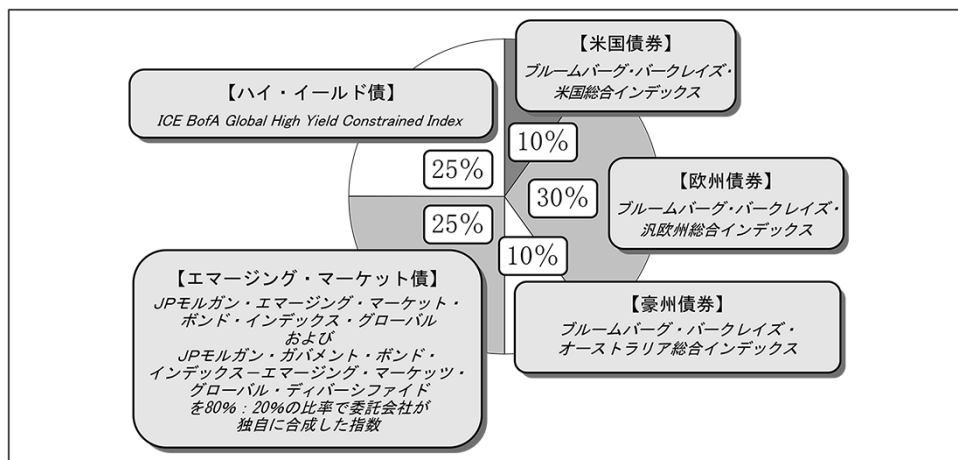 【米国債券】
ブルームバーグ・バークレイズ・
米国総合インデックス
10%
【欧州債券】
ブルームバーグ・バークレイズ・
汎欧州総合インデックス
30%
【豪州債券】
ブルームバーグ・バークレイズ・
オーストラリア総合インデックス
10%
【エマージング・マーケット債】
JPモルガン・エマージング・マーケット・
ボンド・インデックス・グローバル
および
JPモルガン・ガバメント・ボンド・
インデックス－エマージング・マーケッツ・
グローバル・ディバーシファイド
を80%：20%の比率で委託会社が
独自に合成した指数
25%
【ハイ・イールド債】
ICE BofA Global High Yield Constrained Index
25%